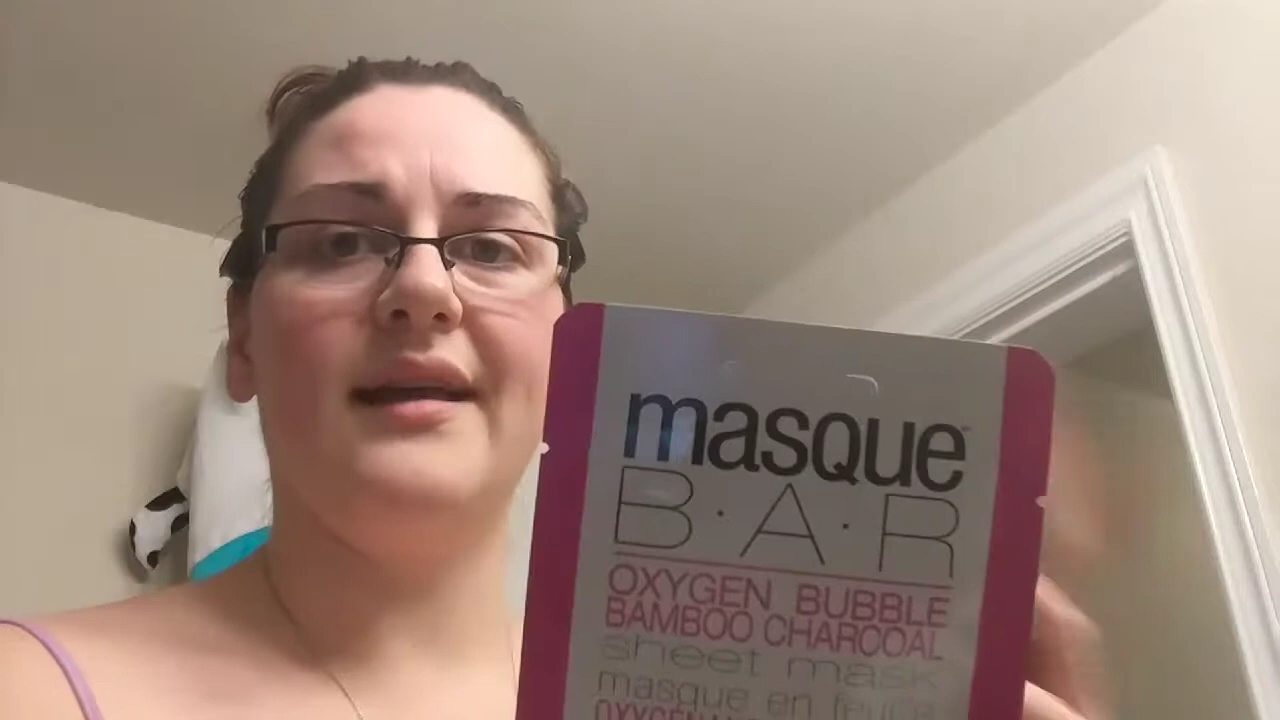 masque
B·A·R
OXYGEN BUBBLE
BAMBOO CHARCOAL
sheet mask
masque en feuille